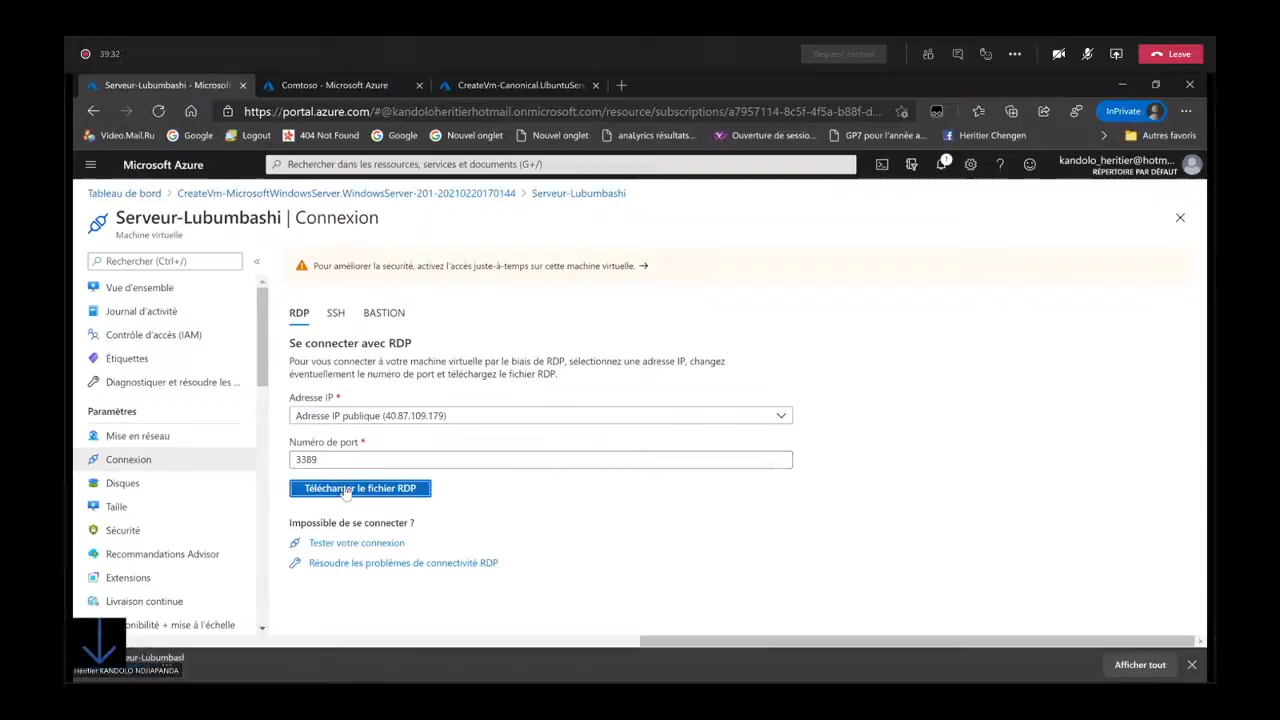 39:32
Request control
Leave
Serveur-Lubumbashi - Microsof
Comtoso - Microsoft Azure
CreateVm-Canonical.UbuntuServ
https://portal.azure.com/#@kandoloheritierhotmail.onmicrosoft.com/resource/subscriptions/a7957114-8c5f-4f5a-b88f-d...
InPrivate
Video.Mail.Ru
Google
Logout
404 Not Found
Google
Nouvel onglet
Nouvel onglet
anaLyrics résultats...
Ouverture de sessio...
GPT7 pour l'année a...
Heritier Chengen
Autres favoris
Microsoft Azure
Rechercher dans les ressources, services et documents (G+/)
1
kandolo_heritier@hotm...
RÉPERTOIRE PAR DÉFAUT
Tableau de bord > CreateVm-MicrosoftWindowsServer.WindowsServer-201-20210220170144 > Serveur-Lubumbashi
Serveur-Lubumbashi | Connexion
Machine virtuelle
Rechercher (Ctrl+/)
«
Pour améliorer la sécurité, activez l'accès juste-à-temps sur cette machine virtuelle. →
Vue d'ensemble
Journal d'activité
Contrôle d'accès (IAM)
Étiquettes
Diagnostiquer et résoudre les ...
Paramètres
Mise en réseau
Connexion
Disques
Taille
Sécurité
Recommandations Advisor
Extensions
Livraison continue
onibilité + mise à l'échelle
RDP
SSH
BASTION
Se connecter avec RDP
Pour vous connecter à votre machine virtuelle par le biais de RDP, sélectionnez une adresse IP, changez
éventuellement le numéro de port et téléchargez le fichier RDP.
Adresse IP *
Adresse IP publique (40.87.109.179)
Numéro de port *
3389
Télécharger le fichier RDP
Impossible de se connecter ?
Tester votre connexion
Résoudre les problèmes de connectivité RDP
eur-Lubumbasl
Héritier KANDOLO NDJIAPANDA
Afficher tout